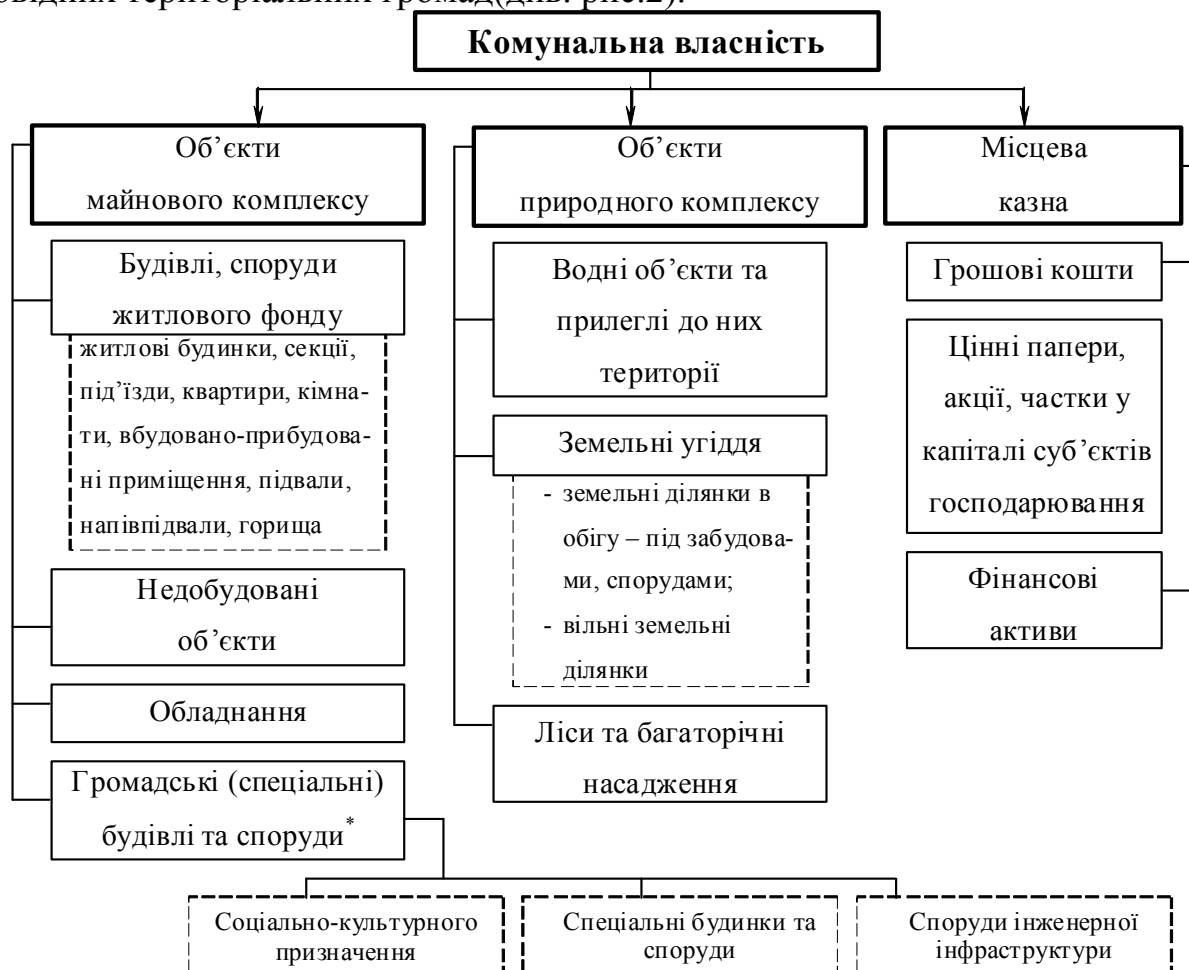 територіальних громад(див. рис.2).
Комунальна власність
Об’єкти
майнового комплексу
Будівлі, споруди
житлового фонду
житлові будинки, секції,
під’їзди, квартири, кімна-
ти, вбудовано-прибудова-
ні приміщення, підвали,
напівпідвали, горища
Недобудовані
об’єкти
Обладнання
Громадські (спеціальні)
будівлі та споруди*
Об’єкти
природного комплексу
Водні об’єкти та
прилеглі до них
території
Земельні угіддя
- земельні ділянки в
обігу – під забудова-
ми, спорудами;
- вільні земельні
ділянки
Ліси та багаторічні
насадження
Місцева
казна
Грошові кошти
Цінні папери,
акції, частки у
капіталі суб’єктів
господарювання
Фінансові
активи
Соціально-культурного
призначення
Спеціальні будинки та
споруди
Споруди інженерної
інфраструктури